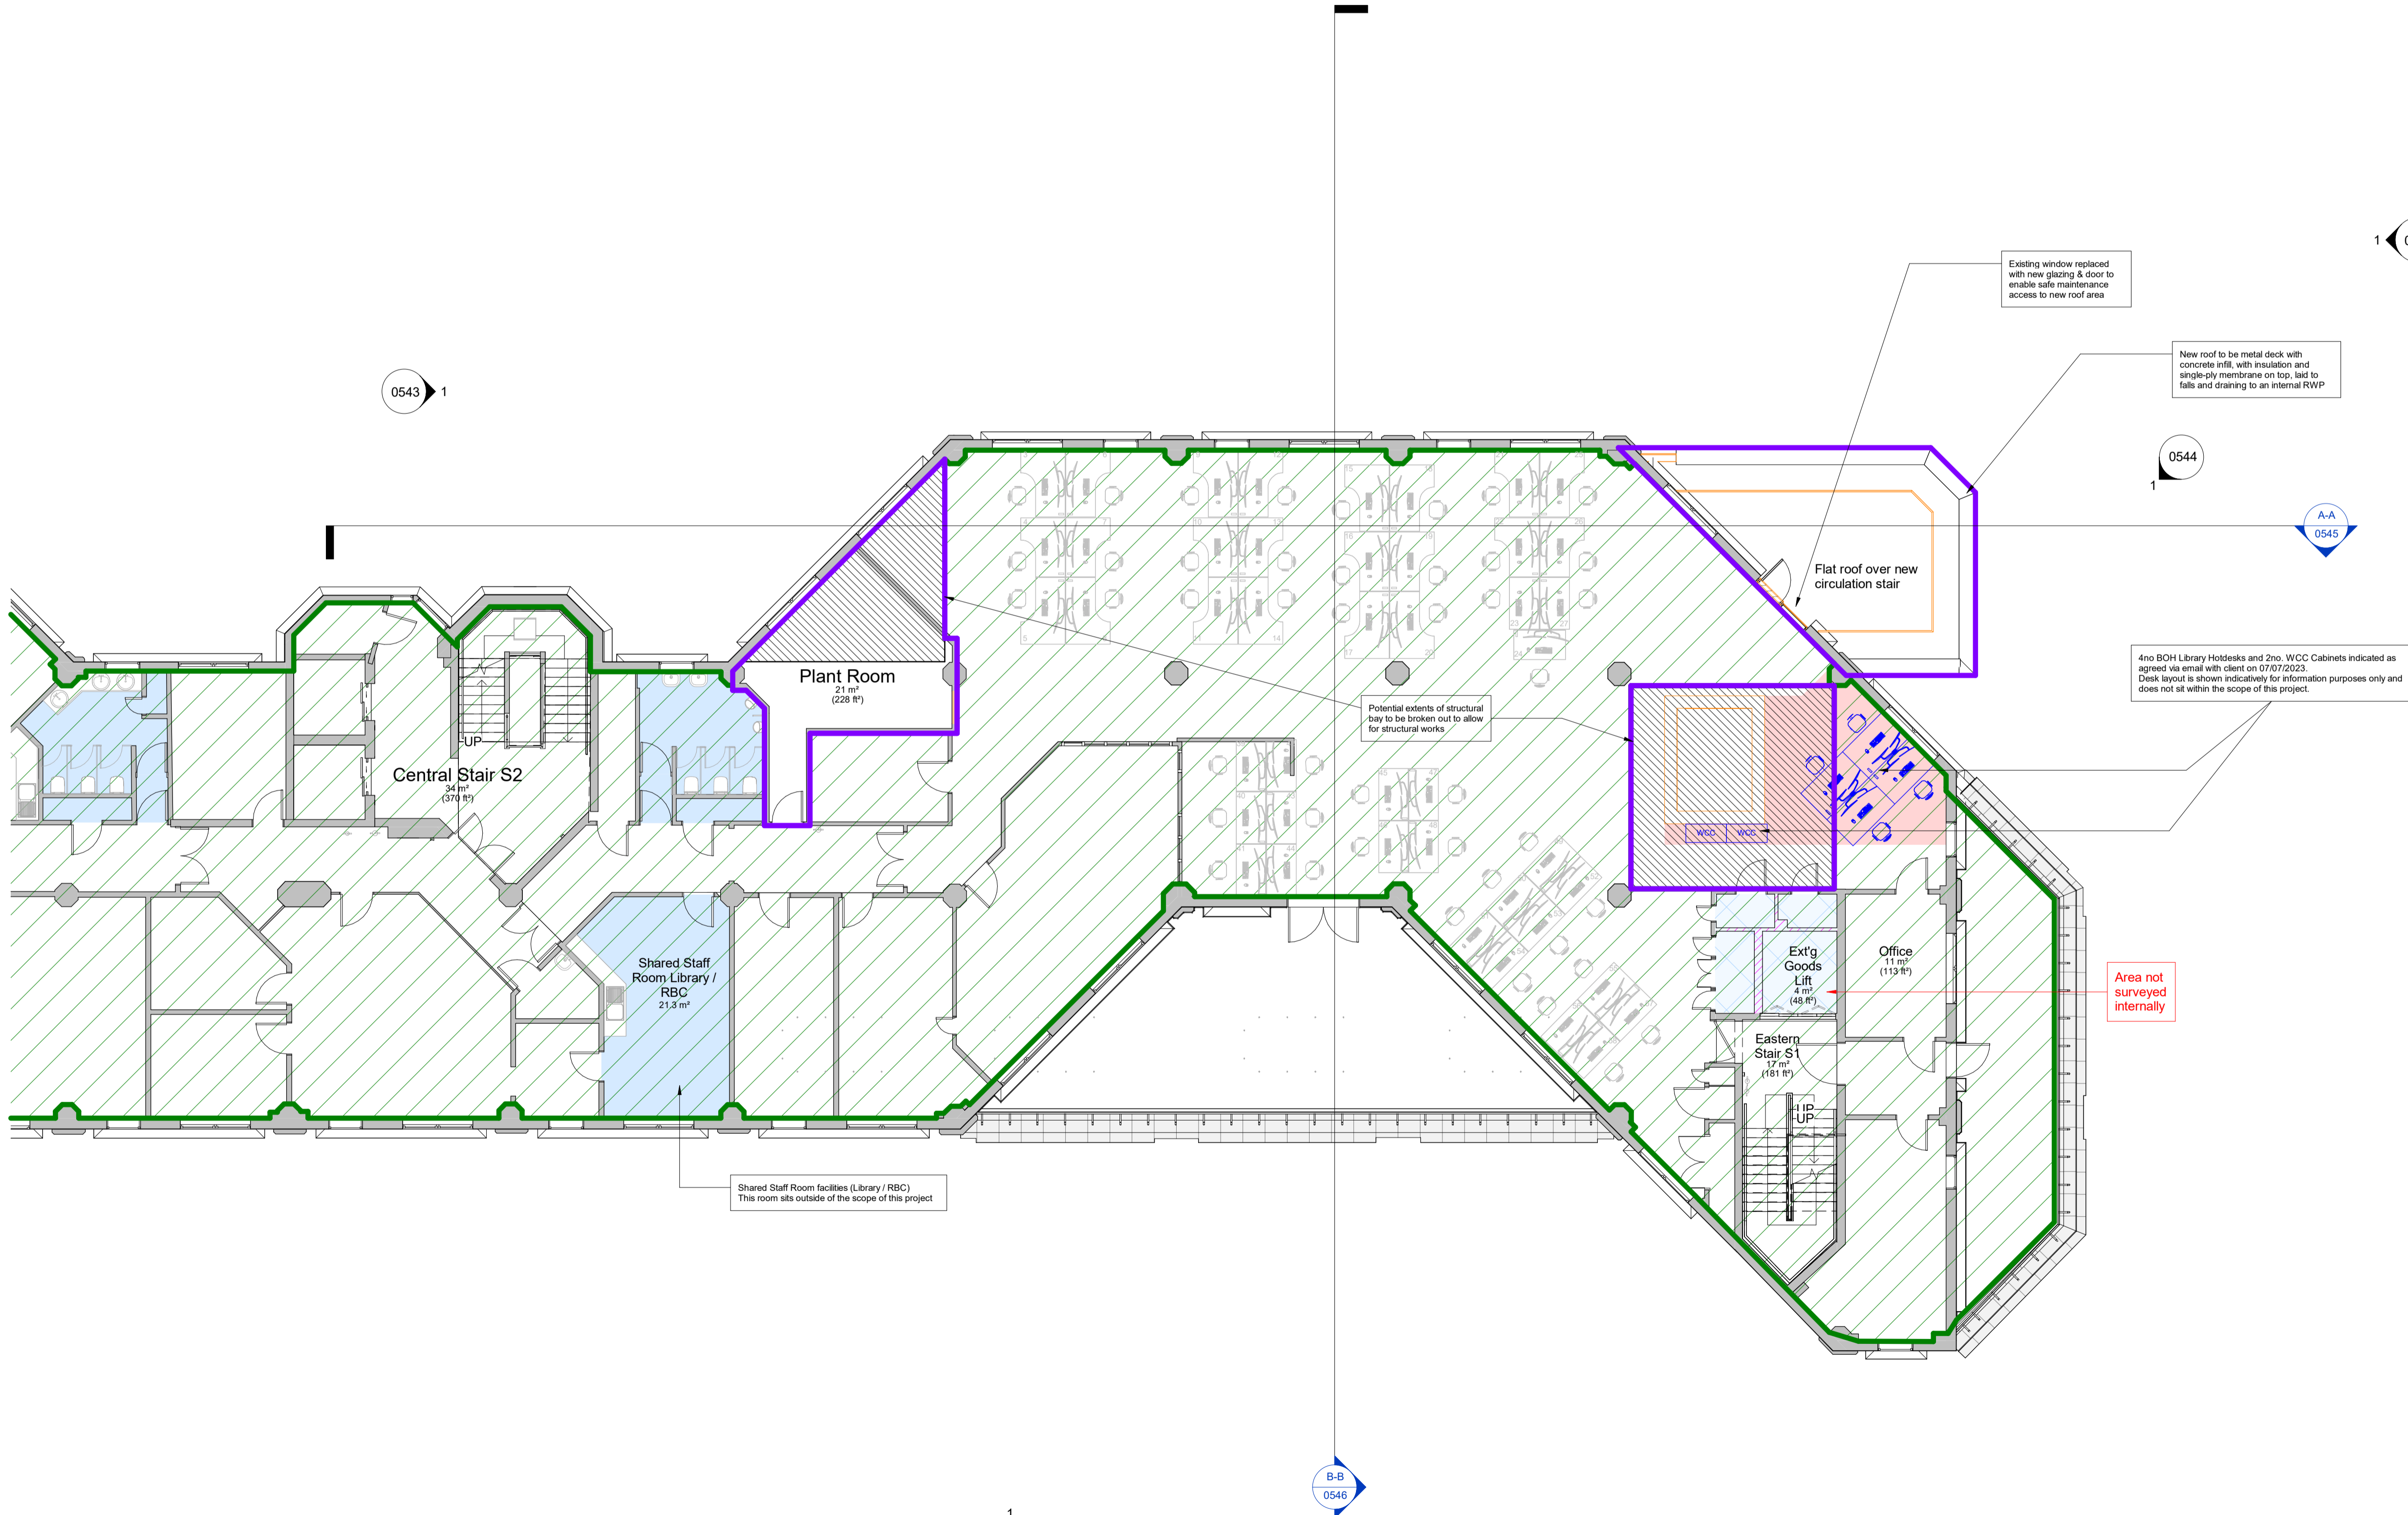 1
Existing window replaced
with new glazing & door to
enable safe maintenance
access to new roof area
New roof to be metal deck with
concrete infill, with insulation and
single-ply membrane on top, laid to
falls and draining to an internal RWP
0543
1
0544
1
A-A
0545
Flat roof over new
circulation stair
4no BOH Library Hotdesks and 2no. WCC Cabinets indicated as
agreed via email with client on 07/07/2023.
Desk layout is shown indicatively for information purposes only and
does not sit within the scope of this project.
Plant Room
21 m²
(228 ft²)
Potential extents of structural
bay to be broken out to allow
for structural works
UP
Central Stair S2
34 m²
(370 ft²)
WCC
WCC
Shared Staff
Room Library /
RBC
21.3 m²
Ext'g
Goods
Lift
4 m²
(48 ft²)
Office
11 m²
(113 ft²)
Area not
surveyed
internally
Eastern
Stair S1
17 m²
(181 ft²)
UP
UP
Shared Staff Room facilities (Library / RBC)
This room sits outside of the scope of this project
B-B
0546
1